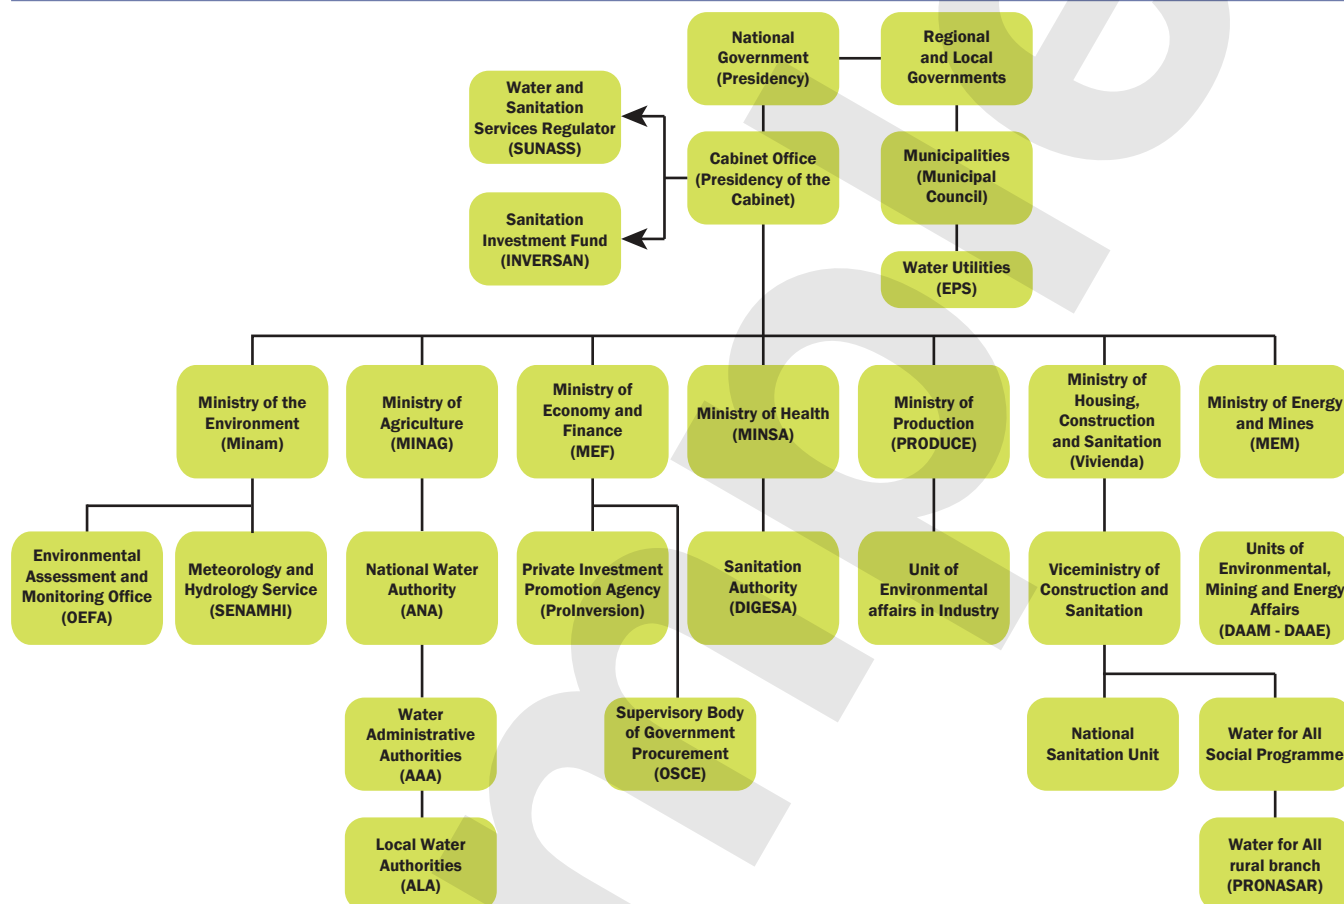 National
Government
(Presidency)
Regional
and Local
Governments
Water and
Sanitation
Services Regulator
(SUNASS)
Cabinet Office
(Presidency of the
Cabinet)
Municipalities
(Municipal
Council)
Sanitation
Investment Fund
(INVERSAN)
Water Utilities
(EPS)
Ministry of the
Environment
(Minam)
Ministry of
Agriculture
(MINAG)
Ministry of
Economy and
Finance
(MEF)
Ministry of Health
(MINSA)
Ministry of
Production
(PRODUCE)
Ministry of
Housing,
Construction
and Sanitation
(Vivienda)
Ministry of Energy
and Mines
(MEM)
Environmental
Assessment and
Monitoring Office
(OEFA)
Meteorology and
Hydrology Service
(SENAMHI)
National Water
Authority
(ANA)
Private Investment
Promotion Agency
(ProInversion)
Sanitation
Authority
(DIGESA)
Unit of
Environmental
affairs in Industry
Viceministry of
Construction and
Sanitation
Units of
Environmental,
Mining and Energy
Affairs
(DAAM - DAAE)
Water
Administrative
Authorities
(AAA)
Supervisory Body
of Government
Procurement
(OSCE)
National
Sanitation Unit
Water for All
Social Programme
Local Water
Authorities
(ALA)
Water for All
rural branch
(PRONASAR)